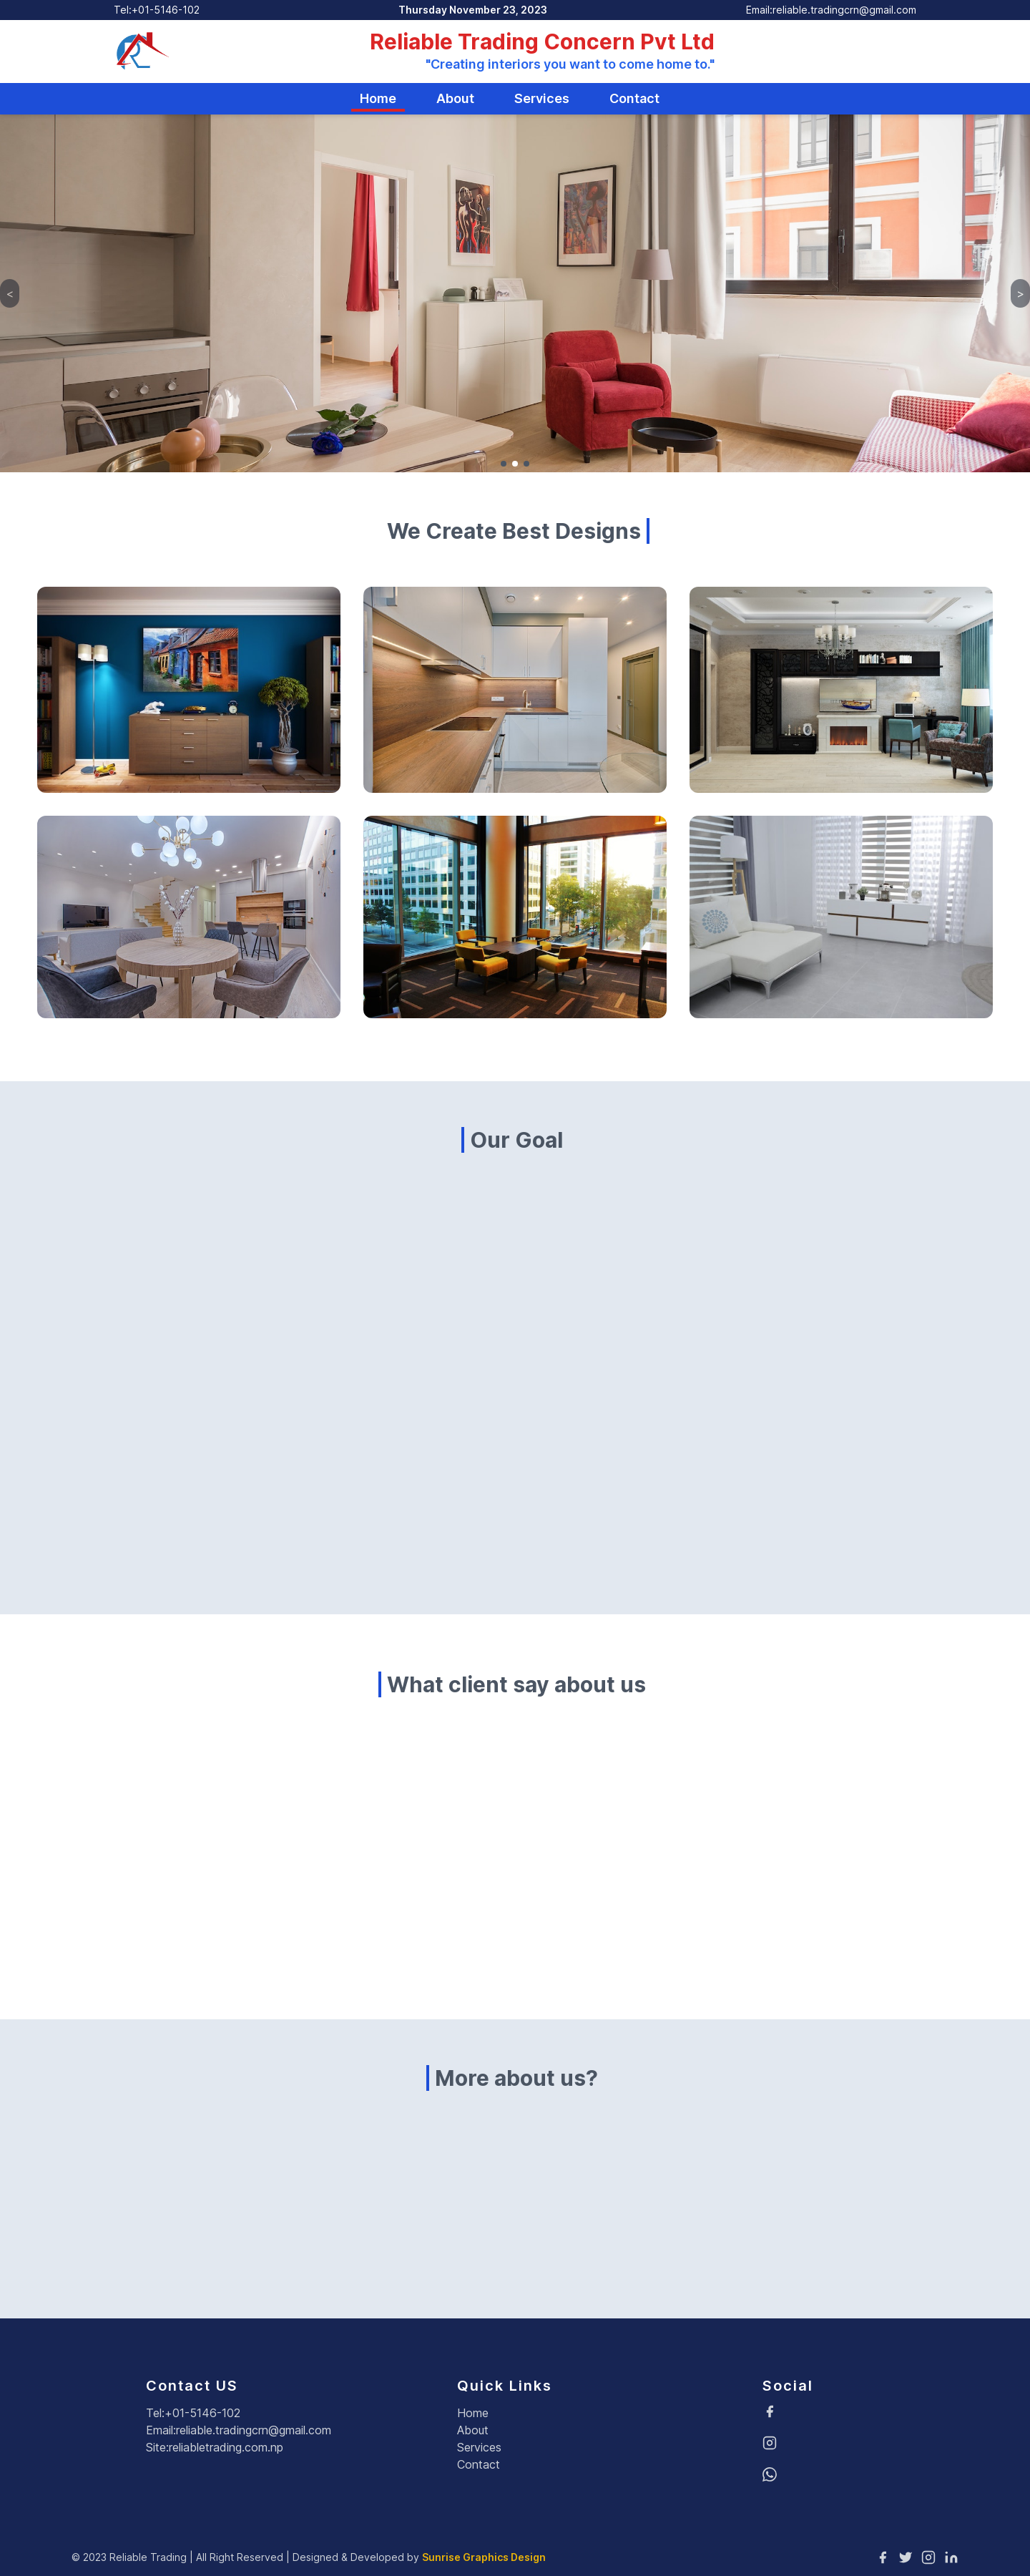 Tel:+01-5146-102
Thursday November 23, 2023
Email:reliable.tradingcrn@gmail.com
Reliable Trading Concern Pvt Ltd
"Creating interiors you want to come home to."
Home
About
Services
Contact
<
>
We Create Best Designs
Our Goal
What client say about us
More about us?
Contact US
Tel:+01-5146-102
Email:reliable.tradingcrn@gmail.com
Site:reliabletrading.com.np
Quick Links
Home
About
Services
Contact
Social
© 2023 Reliable Trading | All Right Reserved | Designed & Developed by Sunrise Graphics Design